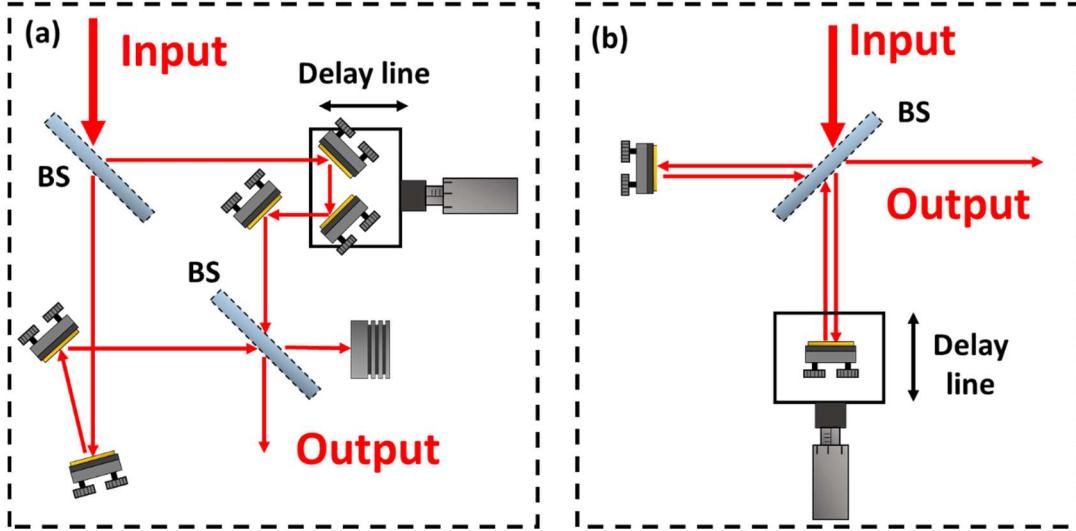 (a)
Input
Delay line
BS
BS
Output
(b)
Input
BS
Output
Delay
line